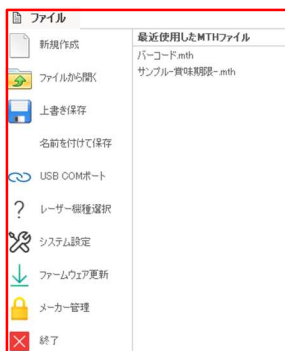 ファイル
新規作成
ファイルから開く
上書き保存
名前を付けて保存
USB COMポート
レーザー機種選択
システム設定
ファームウェア更新
メーカー管理
終了
最近使用したMTHファイル
バーコード.mth
サンプル-賞味期限-.mth